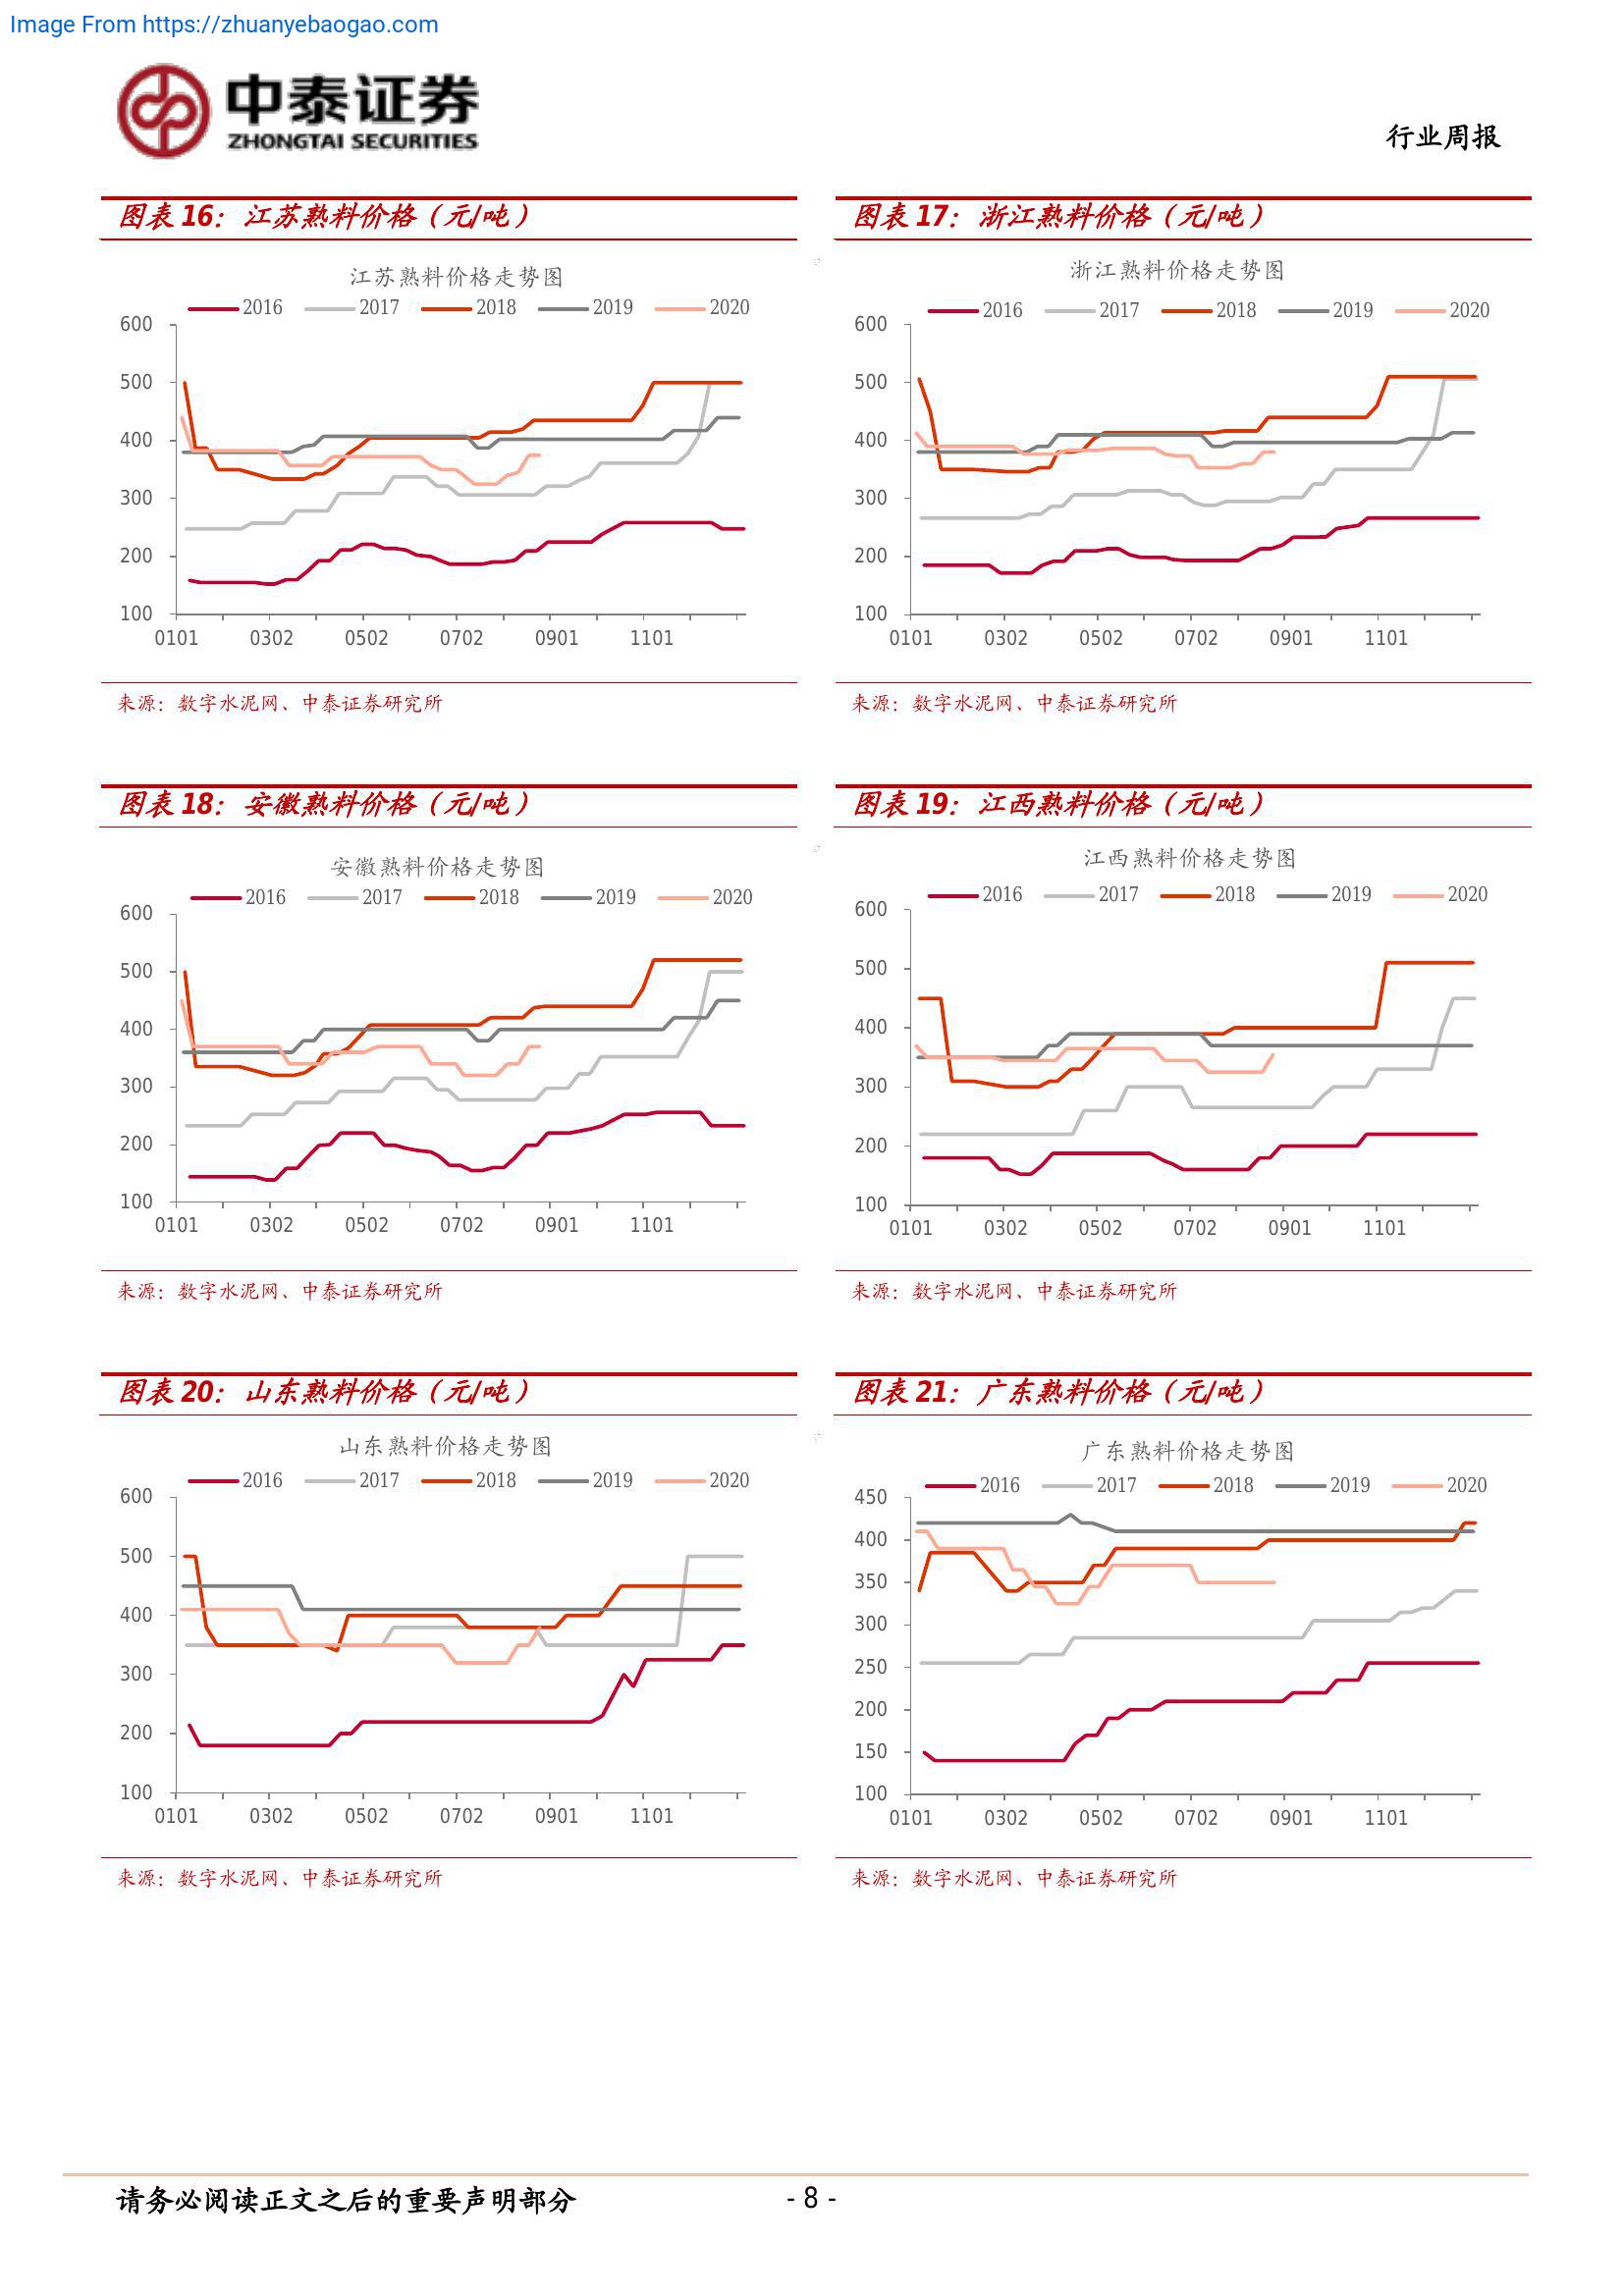 Image From https://zhuanyebaogao.com
中泰证券
ZHONGTAI SECURITIES
行业周报
图表 16：江苏熟料价格（元/吨）
江苏熟料价格走势图
2016 2017 2018 2019 2020
600
500
400
300
200
100
0101 0302 0502 0702 0901 1101
来源：数字水泥网、中泰证券研究所
图表 17：浙江熟料价格（元/吨）
浙江熟料价格走势图
2016 2017 2018 2019 2020
600
500
400
300
200
100
0101 0302 0502 0702 0901 1101
来源：数字水泥网、中泰证券研究所
图表 18：安徽熟料价格（元/吨）
安徽熟料价格走势图
2016 2017 2018 2019 2020
600
500
400
300
200
100
0101 0302 0502 0702 0901 1101
来源：数字水泥网、中泰证券研究所
图表 19：江西熟料价格（元/吨）
江西熟料价格走势图
2016 2017 2018 2019 2020
600
500
400
300
200
100
0101 0302 0502 0702 0901 1101
来源：数字水泥网、中泰证券研究所
图表 20：山东熟料价格（元/吨）
山东熟料价格走势图
2016 2017 2018 2019 2020
600
500
400
300
200
100
0101 0302 0502 0702 0901 1101
来源：数字水泥网、中泰证券研究所
图表 21：广东熟料价格（元/吨）
广东熟料价格走势图
2016 2017 2018 2019 2020
450
400
350
300
250
200
150
100
0101 0302 0502 0702 0901 1101
来源：数字水泥网、中泰证券研究所
请务必阅读正文之后的重要声明部分
- 8 -